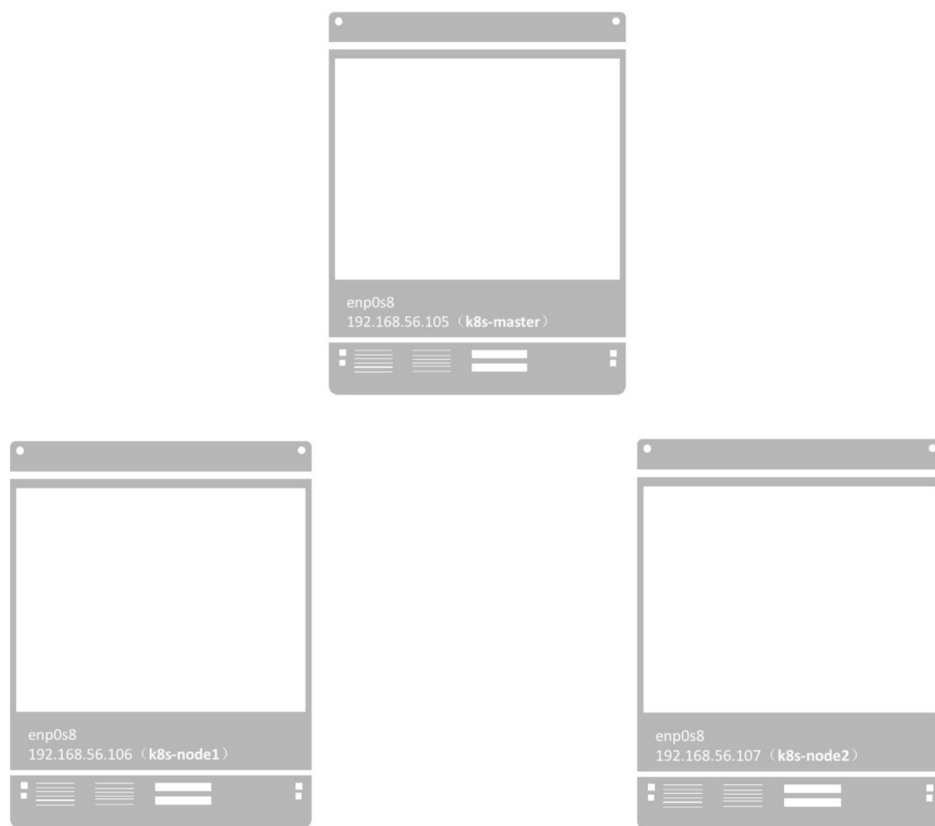 enp0s8
192.168.56.105（k8s-master）
enp0s8
192.168.56.106（k8s-node1）
enp0s8
192.168.56.107（k8s-node2）